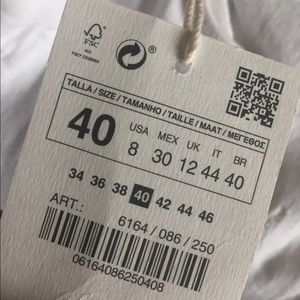 FSC
TALLA / SIZE / TAMANHO / TAILLE / MAAT / ΜΕΓΕΘΟΣ
40
USA MEX UK IT BR
8 30 12 44 40
34 36 38 40 42 44 46
ART.:
6164 / 086 / 250
06164086250408